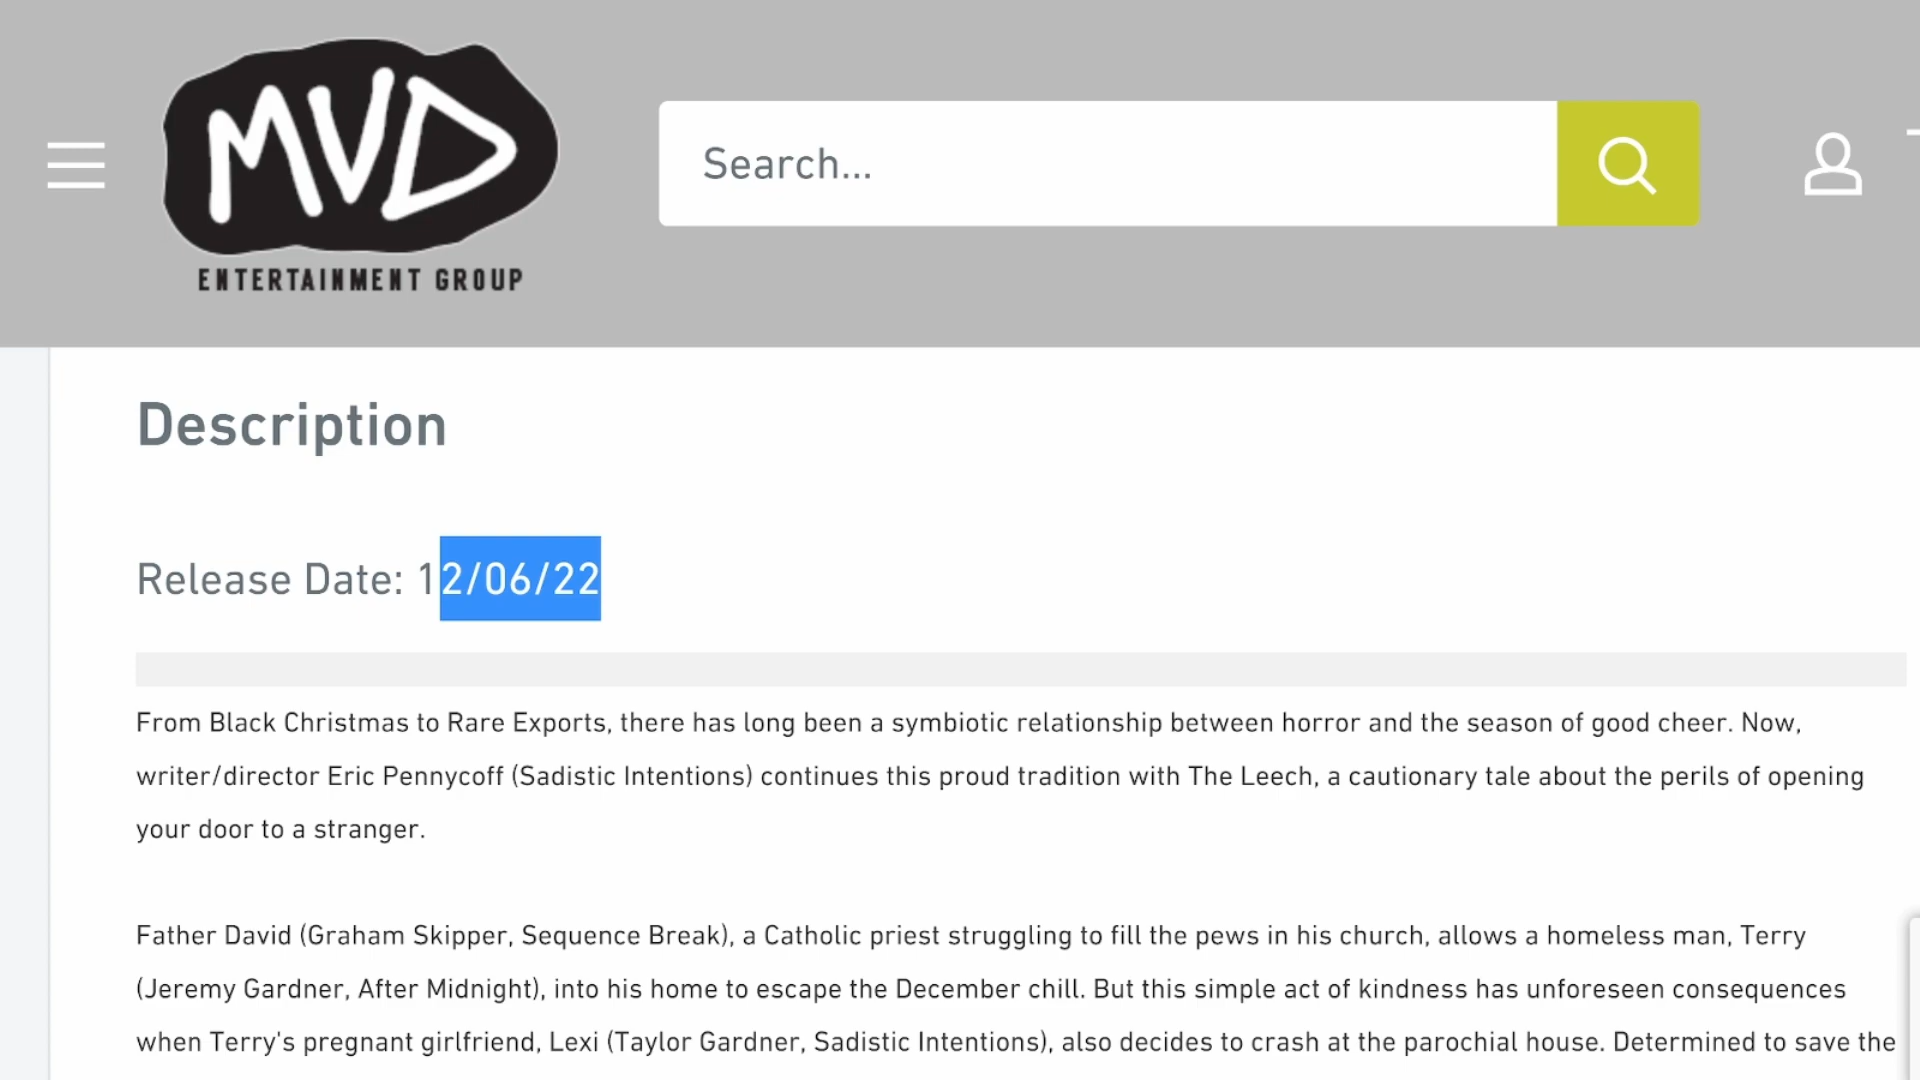 MVD
ENTERTAINMENT GROUP
Search...
Description
Release Date: 12/06/22
From Black Christmas to Rare Exports, there has long been a symbiotic relationship between horror and the season of good cheer. Now,
writer/director Eric Pennycoff (Sadistic Intentions) continues this proud tradition with The Leech, a cautionary tale about the perils of opening
your door to a stranger.
Father David (Graham Skipper, Sequence Break), a Catholic priest struggling to fill the pews in his church, allows a homeless man, Terry
(Jeremy Gardner, After Midnight), into his home to escape the December chill. But this simple act of kindness has unforeseen consequences
when Terry's pregnant girlfriend, Lexi (Taylor Gardner, Sadistic Intentions), also decides to crash at the parochial house. Determined to save the